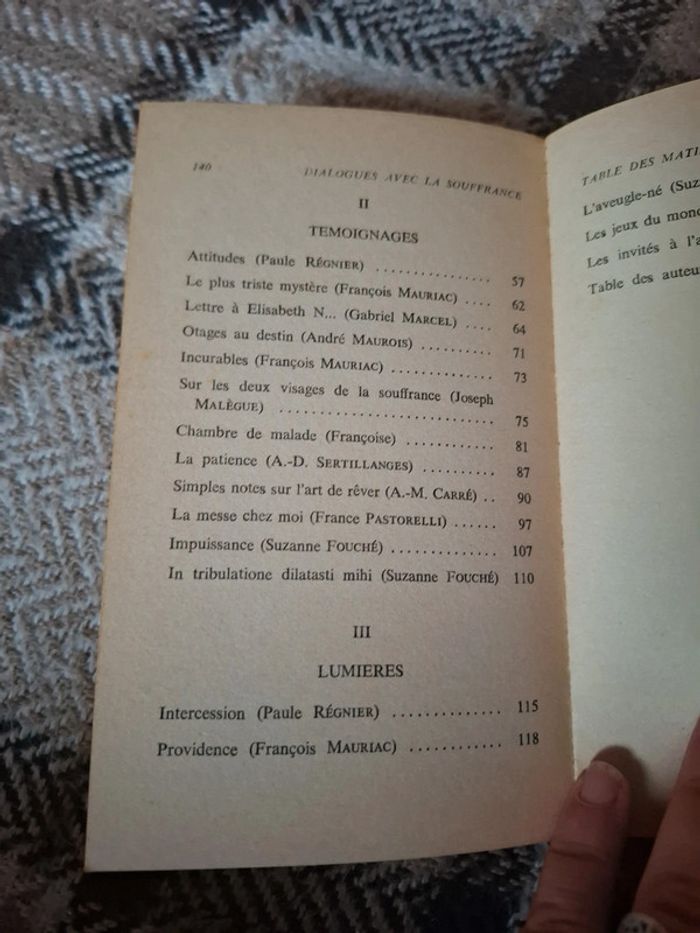 140 DIALOGUES AVEC LA SOUFFRANCE
II
TEMOIGNAGES
Attitudes (Paule RÉGNIER) ............... 57
Le plus triste mystère (François MAURIAC) .... 62
Lettre à Elisabeth N... (Gabriel MARCEL) .... 64
Otages au destin (André MAUROIS) .......... 71
Incurables (François MAURIAC) .............. 73
Sur les deux visages de la souffrance (Joseph
MALÈGUE) ........................... 75
Chambre de malade (Françoise) ............ 81
La patience (A.-D. SERTILLANGES) .......... 87
Simples notes sur l'art de rêver (A.-M. CARRÉ) .. 90
La messe chez moi (France PASTORELLI) ...... 97
Impuissance (Suzanne FOUCHÉ) .............. 107
In tribulatione dilatasti mihi (Suzanne FOUCHÉ) 110
III
LUMIERES
Intercession (Paule RÉGNIER) .............. 115
Providence (François MAURIAC) ............ 118
TABLE DES MATI
L'aveugle-né (Suz
Les jeux du mond
Les invités à l'a
Table des auteur